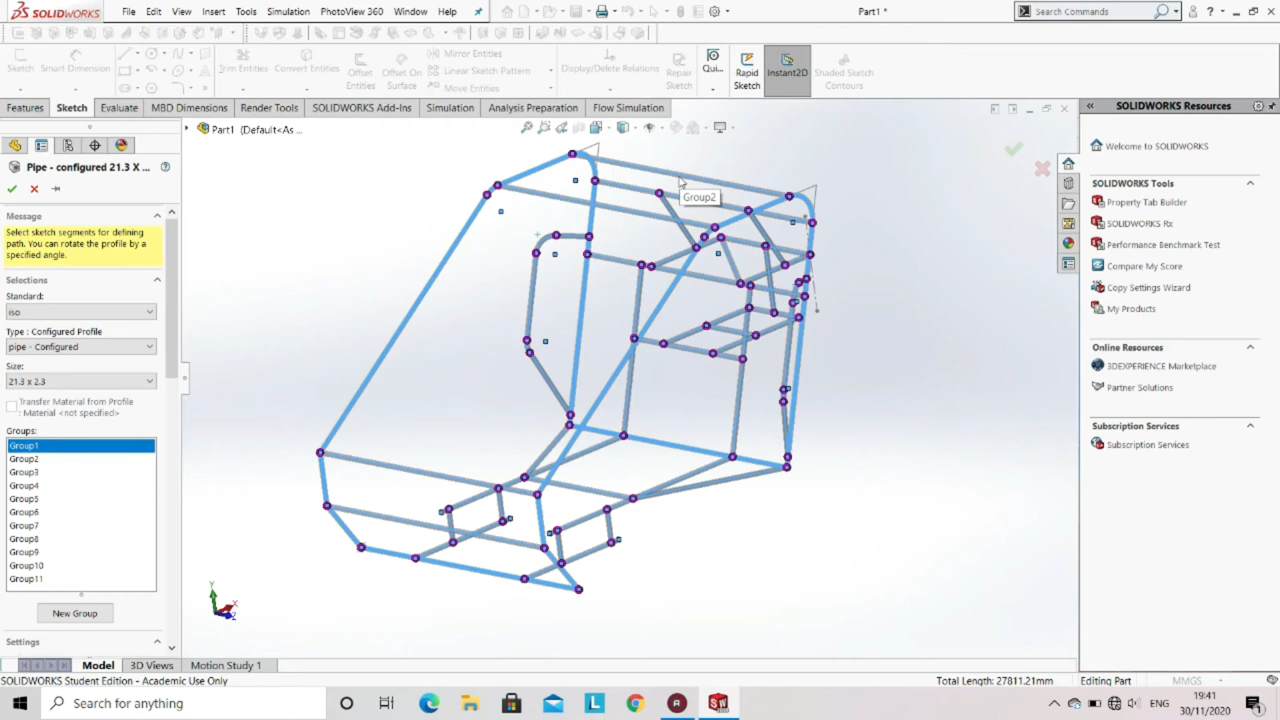 SOLIDWORKS File Edit View Insert Tools Simulation PhotoView 360 Window Help Part1 * Search Commands
Sketch Smart Dimension Trim Entities Convert Entities Offset Entities Offset On Surface Mirror Entities Linear Sketch Pattern Move Entities Display/Delete Relations Repair Sketch Qui... Rapid Sketch Instant2D Shaded Sketch Contours
Features Sketch Evaluate MBD Dimensions Render Tools SOLIDWORKS Add-Ins Simulation Analysis Preparation Flow Simulation
Part1 (Default<As ...
Pipe - configured 21.3 X ...
Message
Select sketch segments for defining
path. You can rotate the profile by a
specified angle.
Selections
Standard:
iso
Type : Configured Profile
pipe - Configured
Size:
21.3 x 2.3
Transfer Material from Profile
: Material <not specified>
Groups:
Group1
Group2
Group3
Group4
Group5
Group6
Group7
Group8
Group9
Group10
Group11
New Group
Settings
Group2
Y
X
Z
SOLIDWORKS Resources
Welcome to SOLIDWORKS
SOLIDWORKS Tools
Property Tab Builder
SOLIDWORKS Rx
Performance Benchmark Test
Compare My Score
Copy Settings Wizard
My Products
Online Resources
3DEXPERIENCE Marketplace
Partner Solutions
Subscription Services
Subscription Services
Model 3D Views Motion Study 1
SOLIDWORKS Student Edition - Academic Use Only Total Length: 27811.21mm Editing Part MMGS
Search for anything
ENG
19:41
30/11/2020